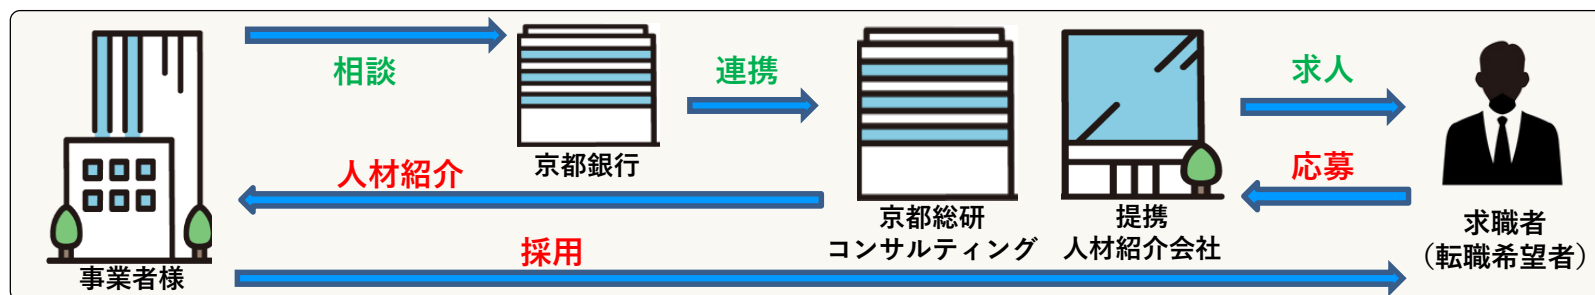 相談
京都銀行
連携
求人
人材紹介
応募
京都総研
コンサルティング
提携
人材紹介会社
求職者
（転職希望者）
採用
事業者様